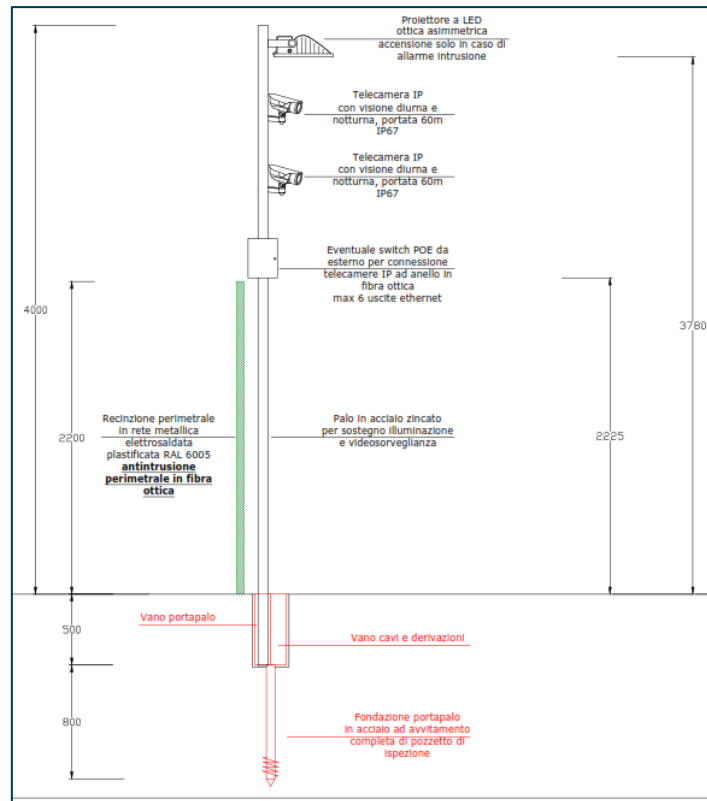 Proiettore a LED
ottica asimmetrica
accensione solo in caso di
allarme intrusione
Telecamera IP
con visione diurna e
notturna, portata 60m
IP67
Telecamera IP
con visione diurna e
notturna, portata 60m
IP67
Eventuale switch POE da
esterno per connessione
telecamere IP ad anello in
fibra ottica
max 6 uscite ethernet
4000
3780
Recinzione perimetrale
in rete metallica
elettrosaldata
plastificata RAL 6005
antintrusione
perimetrale in fibra
ottica
2200
Palo in acciaio zincato
per sostegno illuminazione
e videosorveglianza
2225
Vano portapalo
500
Vano cavi e derivazioni
800
Fondazione portapalo
in acciaio ad avvitamento
completa di pozzetto di
ispezione